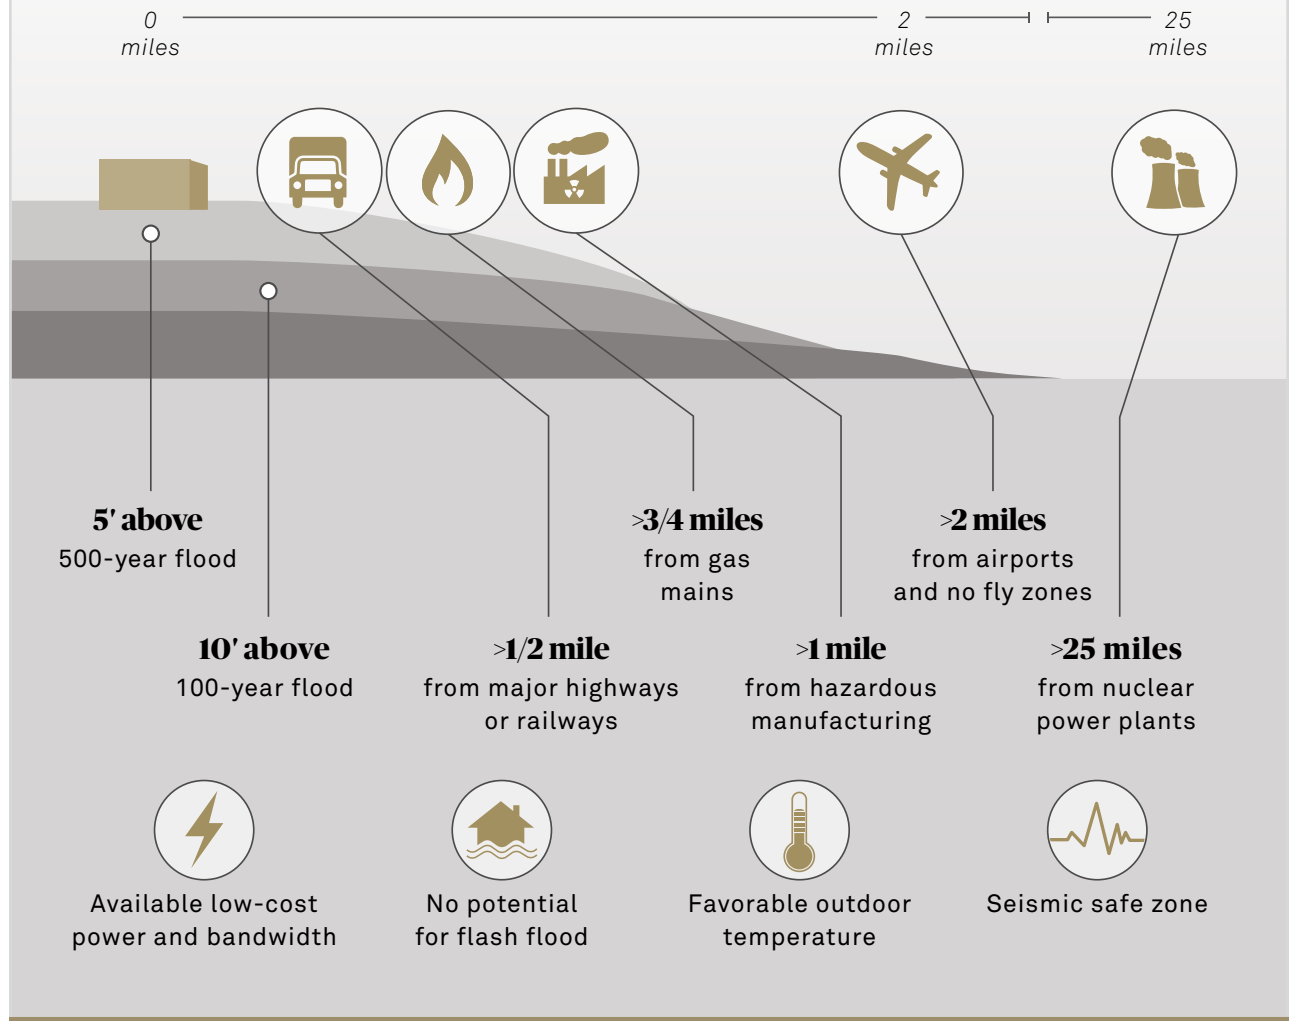 0
miles
2
miles
25
miles
5' above
500-year flood
>3/4 miles
from gas
mains
>2 miles
from airports
and no fly zones
10' above
100-year flood
>1/2 mile
from major highways
or railways
>1 mile
from hazardous
manufacturing
>25 miles
from nuclear
power plants
Available low-cost
power and bandwidth
No potential
for flash flood
Favorable outdoor
temperature
Seismic safe zone